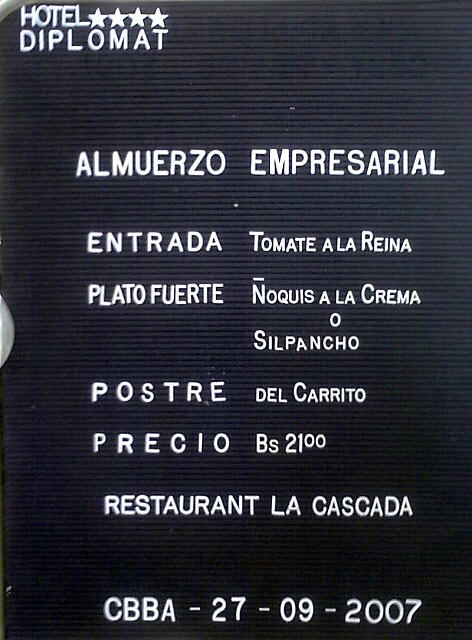 HOTEL★★★★
DIPLOMAT
ALMUERZO EMPRESARIAL
ENTRADA TOMATE A LA REINA
PLATO FUERTE ÑOQUIS A LA CREMA
O
SILPANCHO
POSTRE DEL CARRITO
PRECIO BS 21⁰⁰
RESTAURANT LA CASCADA
CBBA - 27 - 09 - 2007